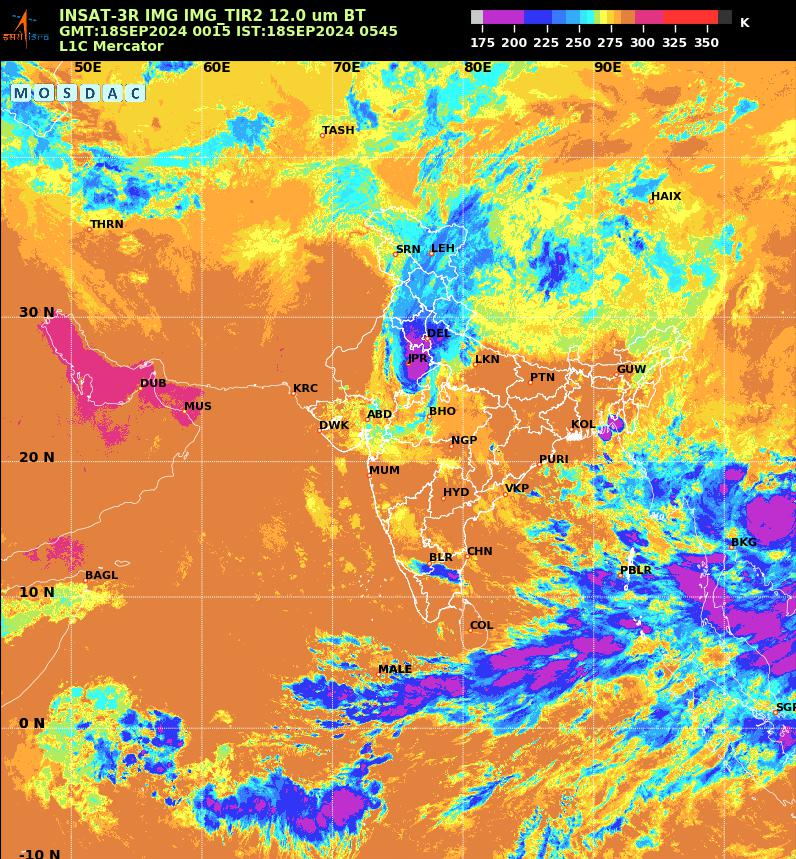 INSAT-3R IMG IMG_TIR2 12.0 um BT
GMT:18SEP2024 0015 IST:18SEP2024 0545
L1C Mercator
K
175 200 225 250 275 300 325 350
50E 60E 70E 80E 90E
M O S D A C
TASH
HAIX
THRN
SRN LEH
30 N
DEL
JPR LKN
GUW
PTN
DUB
KRC
MUS
ABD BHO
DWK KOL
NGP
20 N PURI
MUM
HYD VKP
BKG
BLR CHN
PBLR
BAGL
10 N
COL
MALE
SGP
0 N
-10 N